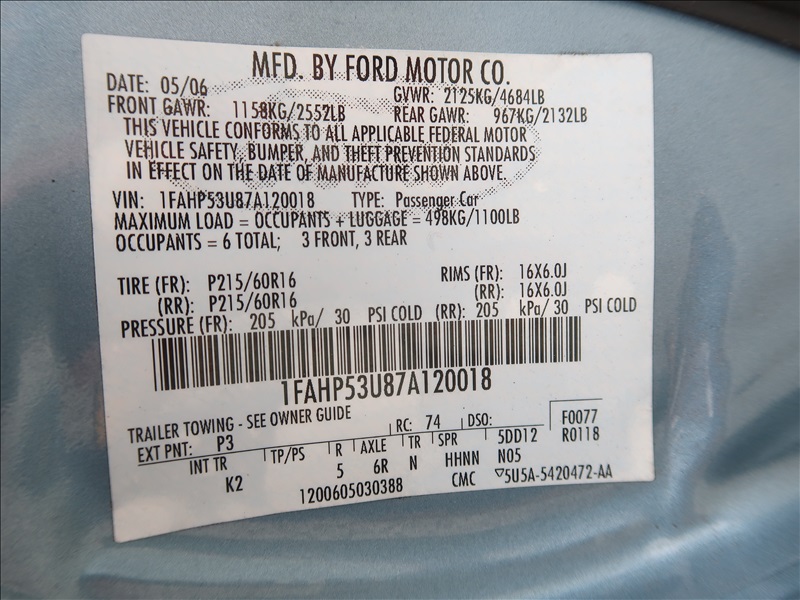 MFD. BY FORD MOTOR CO.
DATE: 05/06 GVWR: 2125KG/4684LB
FRONT GAWR: 1158KG/2552LB REAR GAWR: 967KG/2132LB
THIS VEHICLE CONFORMS TO ALL APPLICABLE FEDERAL MOTOR
VEHICLE SAFETY, BUMPER, AND THEFT PREVENTION STANDARDS
IN EFFECT ON THE DATE OF MANUFACTURE SHOWN ABOVE.
VIN: 1FAHP53U87A120018 TYPE: Passenger Car
MAXIMUM LOAD = OCCUPANTS + LUGGAGE = 498KG/1100LB
OCCUPANTS = 6 TOTAL; 3 FRONT, 3 REAR
TIRE (FR): P215/60R16 RIMS (FR): 16X6.0J
(RR): P215/60R16 (RR): 16X6.0J
PRESSURE (FR): 205 kPa/ 30 PSI COLD (RR): 205 kPa/ 30 PSI COLD
1FAHP53U87A120018
TRAILER TOWING - SEE OWNER GUIDE RC: 74 DSO: F0077
EXT PNT: P3 R0118
INT TR TP/PS R AXLE TR SPR 5DD12
K2 5 6R N HHNN N05
1200605030388 CMC ▽5U5A-5420472-AA